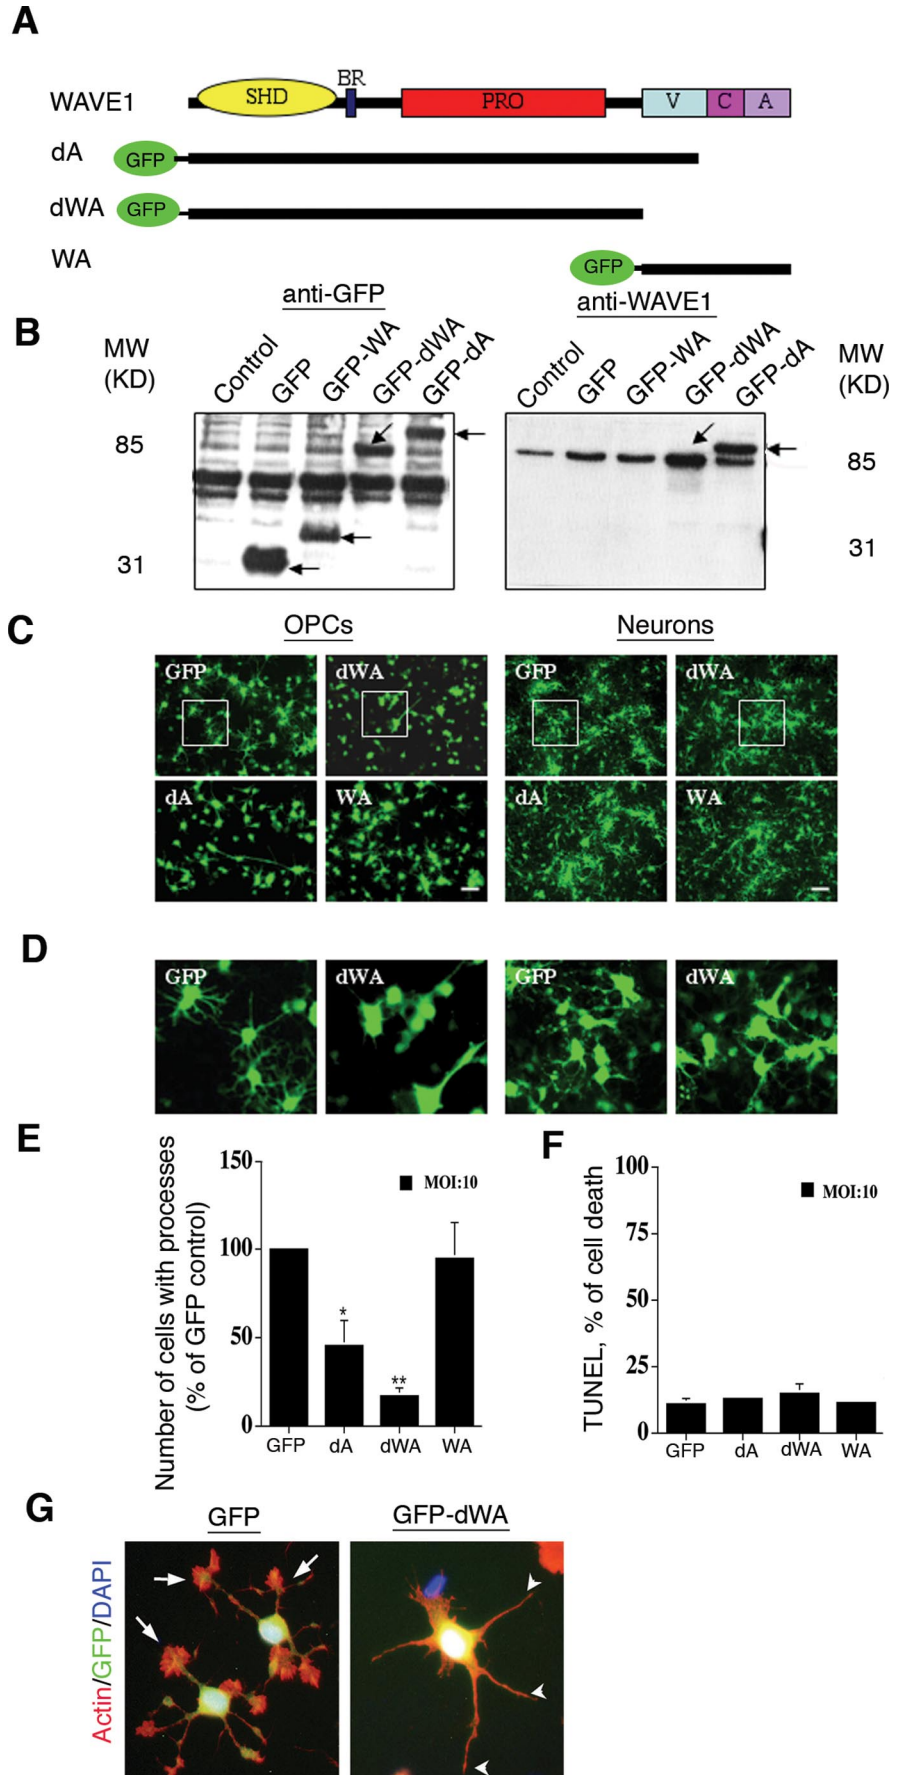 A
WAVE1 SHD BR PRO V C A
dA GFP
dWA GFP
WA GFP
B
anti-GFP
anti-WAVE1
MW (KD)
Control GFP GFP-WA GFP-dWA GFP-dA
Control GFP GFP-WA GFP-dWA GFP-dA
MW (KD)
85
85
31
31
C
OPCs
Neurons
GFP dWA GFP dWA
dA WA dA WA
D
GFP dWA GFP dWA
E
Number of cells with processes
(% of GFP control)
150
100
50
0
MOI:10
*
**
GFP dA dWA WA
F
TUNEL, % of cell death
100
75
50
25
0
MOI:10
GFP dA dWA WA
G
GFP
GFP-dWA
Actin/GFP/DAPI